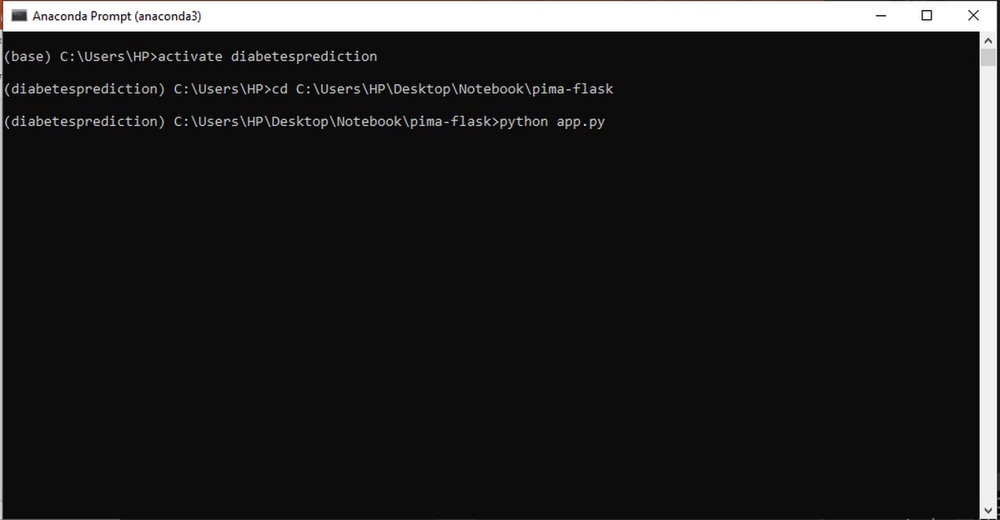 Anaconda Prompt (anaconda3)
(base) C:\Users\HP>activate diabetesprediction
(diabetesprediction) C:\Users\HP>cd C:\Users\HP\Desktop\Notebook\pima-flask
(diabetesprediction) C:\Users\HP\Desktop\Notebook\pima-flask>python app.py